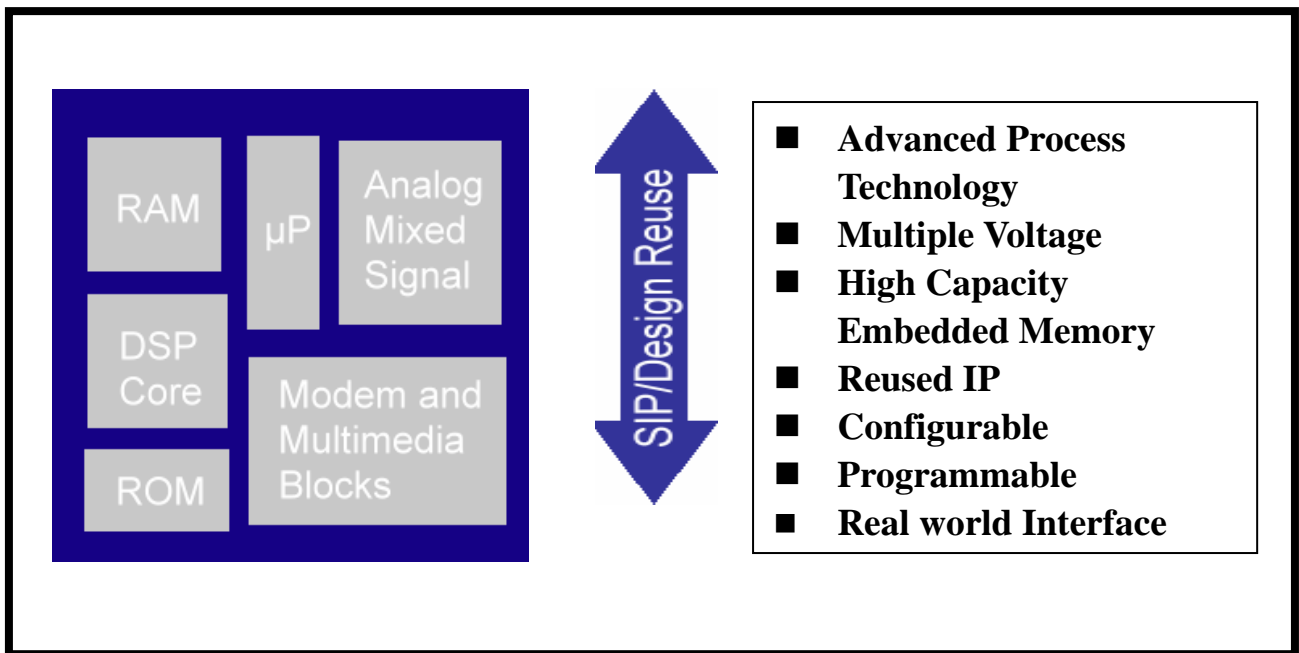 RAM
µP
Analog
Mixed
Signal
DSP
Core
Modem and
Multimedia
Blocks
ROM
SIP/Design Reuse
■ Advanced Process
Technology
■ Multiple Voltage
■ High Capacity
Embedded Memory
■ Reused IP
■ Configurable
■ Programmable
■ Real world Interface